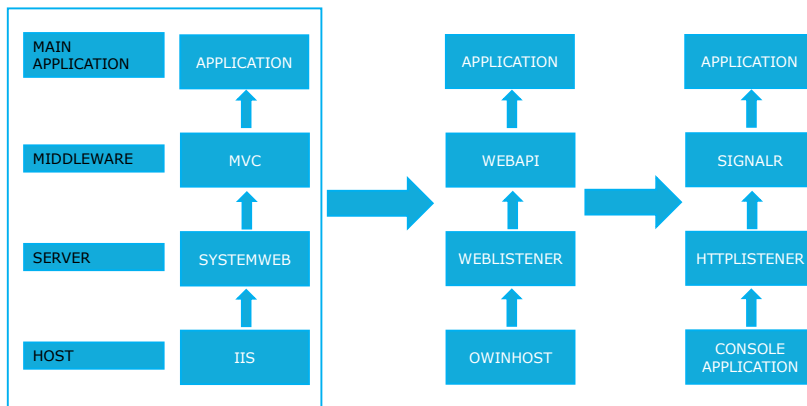 MAIN
APPLICATION
APPLICATION
APPLICATION
APPLICATION
MIDDLEWARE
MVC
WEBAPI
SIGNALR
SERVER
SYSTEMWEB
WEBLISTENER
HTTPLISTENER
HOST
IIS
OWINHOST
CONSOLE
APPLICATION